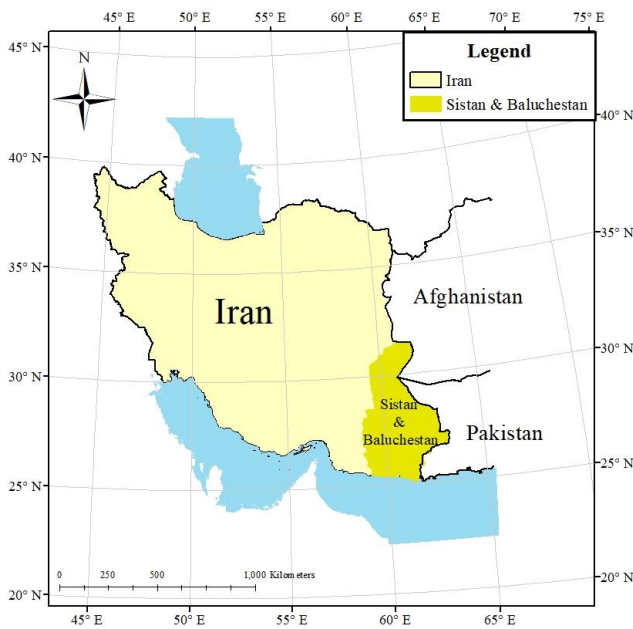 40° E 45° E 50° E 55° E 60° E 65° E 70° E 75° E
45° N
40° N
35° N
30° N
25° N
20° N
N
Legend
Iran
Sistan & Baluchestan
40° N
35° N
30° N
25° N
20° N
Afghanistan
Iran
Sistan
&
Baluchestan
Pakistan
0 250 500 1,000 Kilometers
45° E 50° E 55° E 60° E 65° E